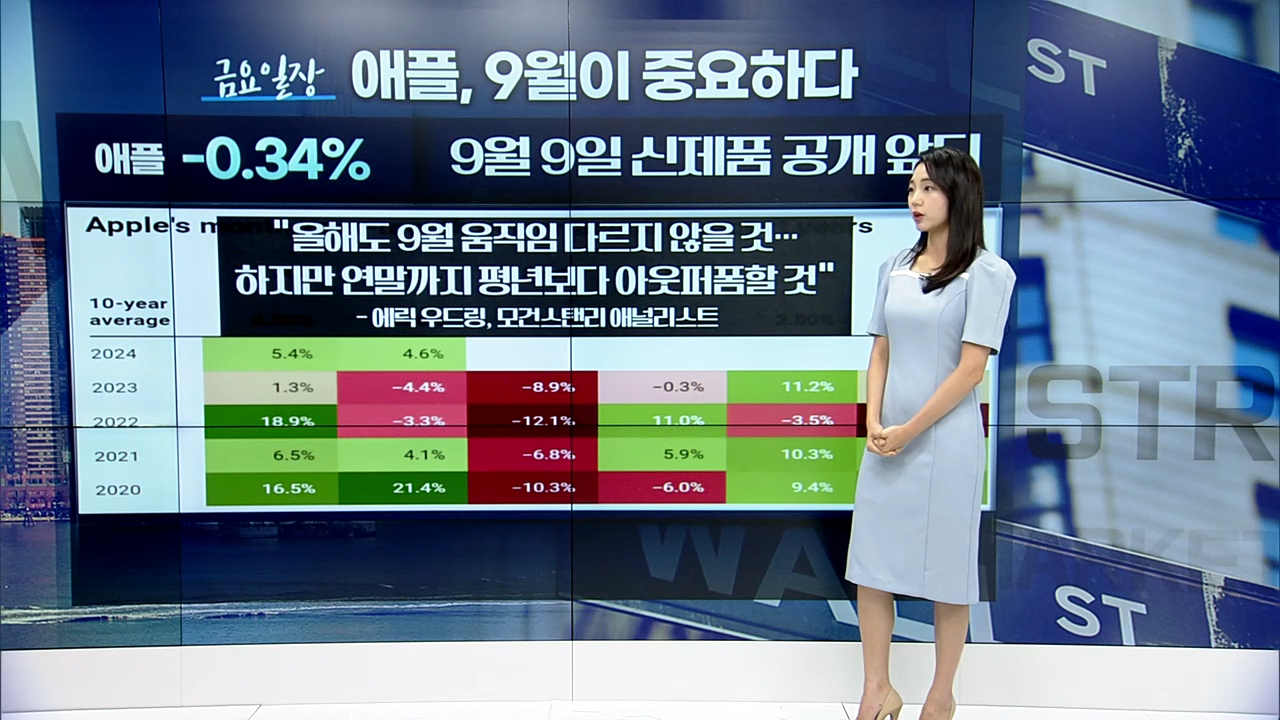 금요일장 애플, 9월이 중요하다
애플 -0.34% 9월 9일 신제품 공개
Apple's
"올해도 9월 움직임 다르지 않을 것…
하지만 연말까지 평년보다 아웃퍼폼할 것"
- 에릭 우드링, 모건스탠리 애널리스트
10-year
average
2024 5.4% 4.6%
2023 1.3% -4.4% -8.9% -0.3% 11.2%
2022 18.9% -3.3% -12.1% 11.0% -3.5%
2021 6.5% 4.1% -6.8% 5.9% 10.3%
2020 16.5% 21.4% -10.3% -6.0% 9.4%
ST
STR
ST